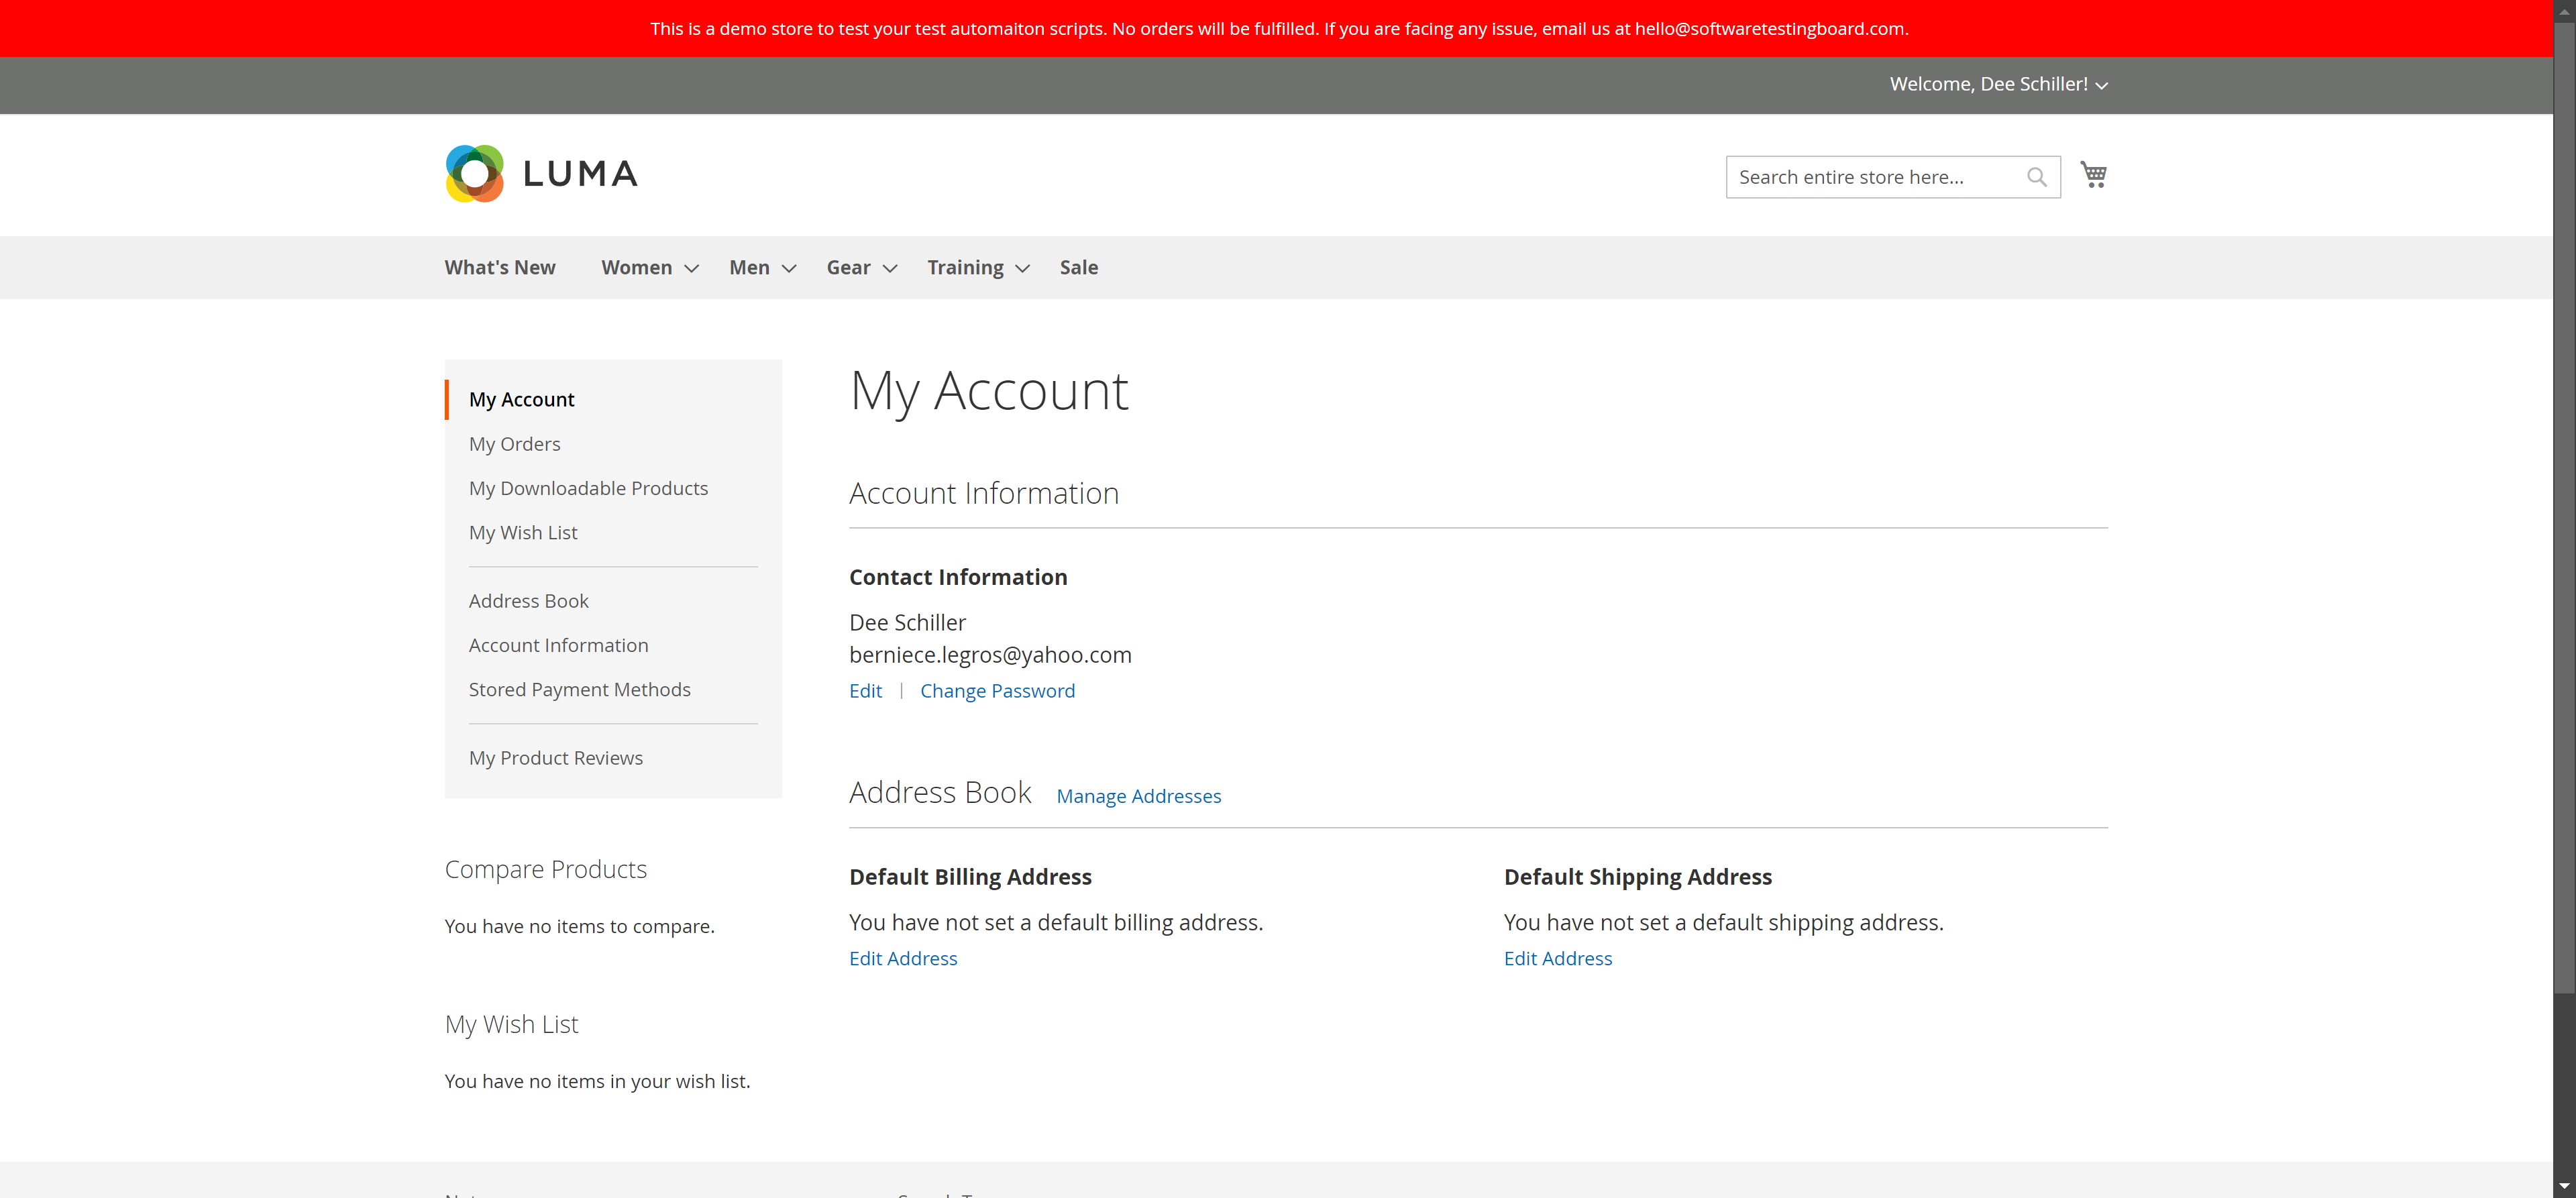 This is a demo store to test your test automaiton scripts. No orders will be fulfilled. If you are facing any issue, email us at hello@softwaretestingboard.com.
Welcome, Dee Schiller!
LUMA
Search entire store here...
What's New Women Men Gear Training Sale
My Account
My Orders
My Downloadable Products
My Wish List
Address Book
Account Information
Stored Payment Methods
My Product Reviews
Compare Products
You have no items to compare.
My Wish List
You have no items in your wish list.
My Account
Account Information
Contact Information
Dee Schiller
berniece.legros@yahoo.com
Edit | Change Password
Address Book Manage Addresses
Default Billing Address
You have not set a default billing address.
Edit Address
Default Shipping Address
You have not set a default shipping address.
Edit Address